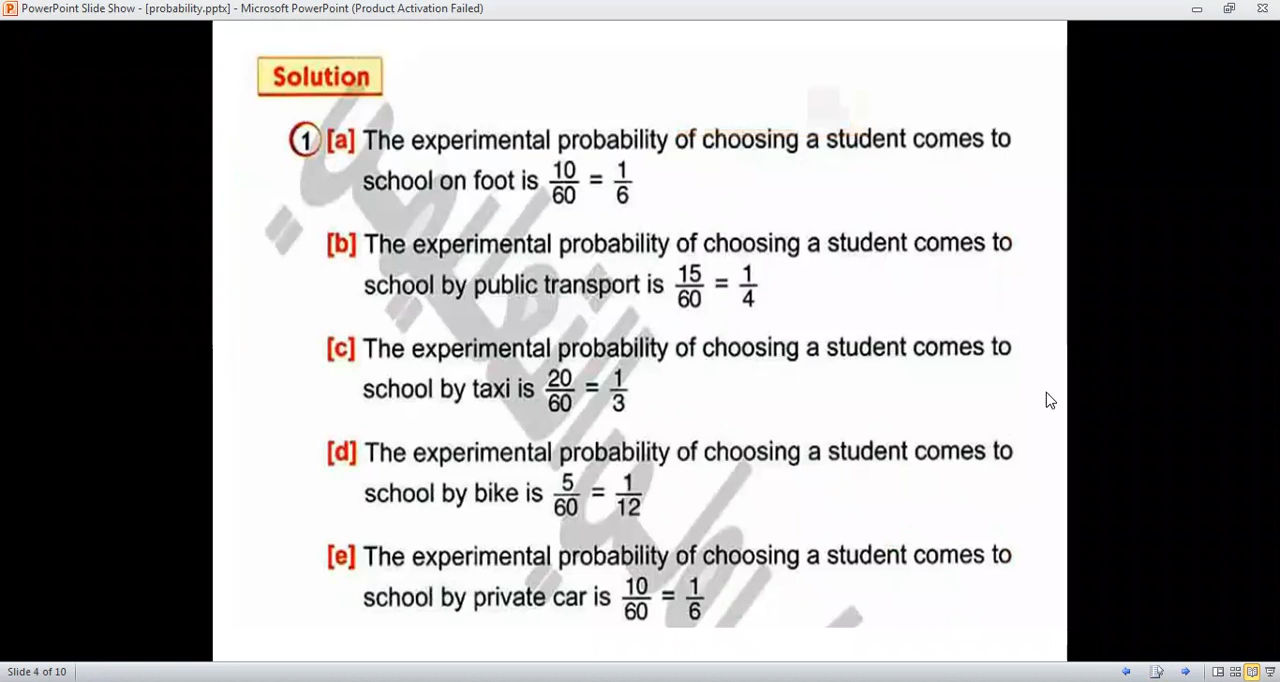 PowerPoint Slide Show - [probability.pptx] - Microsoft PowerPoint (Product Activation Failed)
Solution
1 [a] The experimental probability of choosing a student comes to
school on foot is 10/60 = 1/6
[b] The experimental probability of choosing a student comes to
school by public transport is 15/60 = 1/4
[c] The experimental probability of choosing a student comes to
school by taxi is 20/60 = 1/3
[d] The experimental probability of choosing a student comes to
school by bike is 5/60 = 1/12
[e] The experimental probability of choosing a student comes to
school by private car is 10/60 = 1/6
Slide 4 of 10